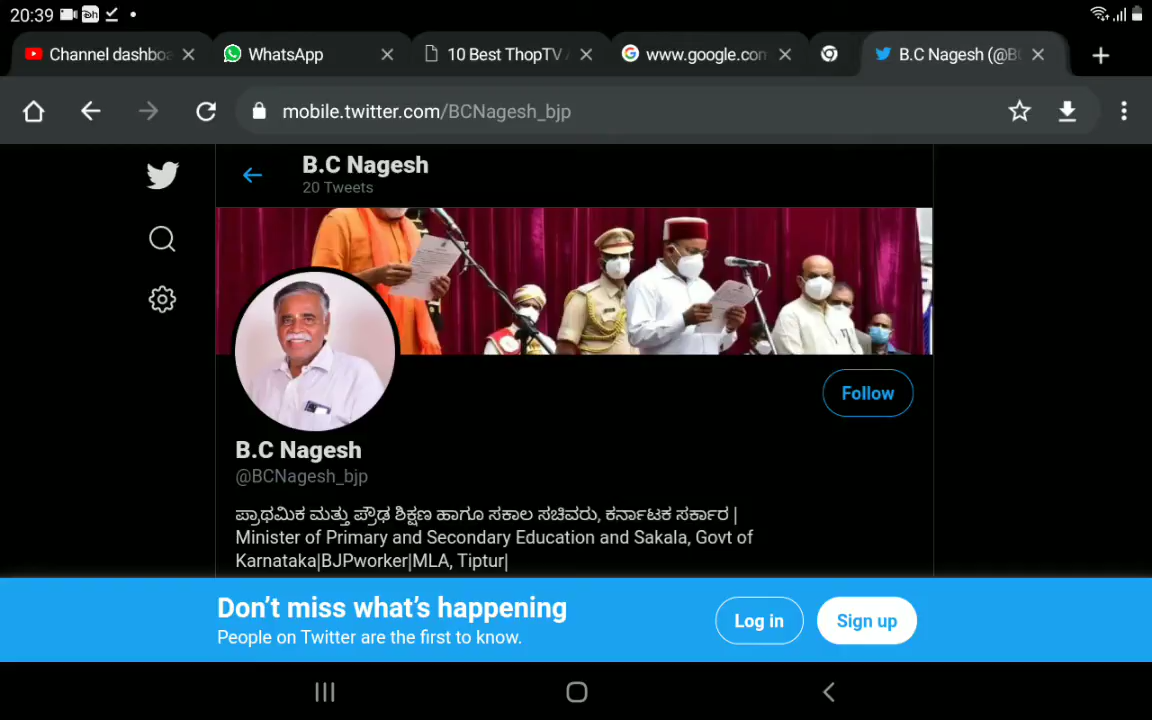 20:39
Channel dashboa
WhatsApp
10 Best ThopTV
www.google.com
B.C Nagesh (@B
mobile.twitter.com/BCNagesh_bjp
B.C Nagesh
20 Tweets
Follow
B.C Nagesh
@BCNagesh_bjp
ಪ್ರಾಥಮಿಕ ಮತ್ತು ಪ್ರೌಢ ಶಿಕ್ಷಣ ಹಾಗೂ ಸಕಾಲ ಸಚಿವರು, ಕರ್ನಾಟಕ ಸರ್ಕಾರ |
Minister of Primary and Secondary Education and Sakala, Govt of
Karnataka|BJPworker|MLA, Tiptur|
Don't miss what's happening
People on Twitter are the first to know.
Log in
Sign up